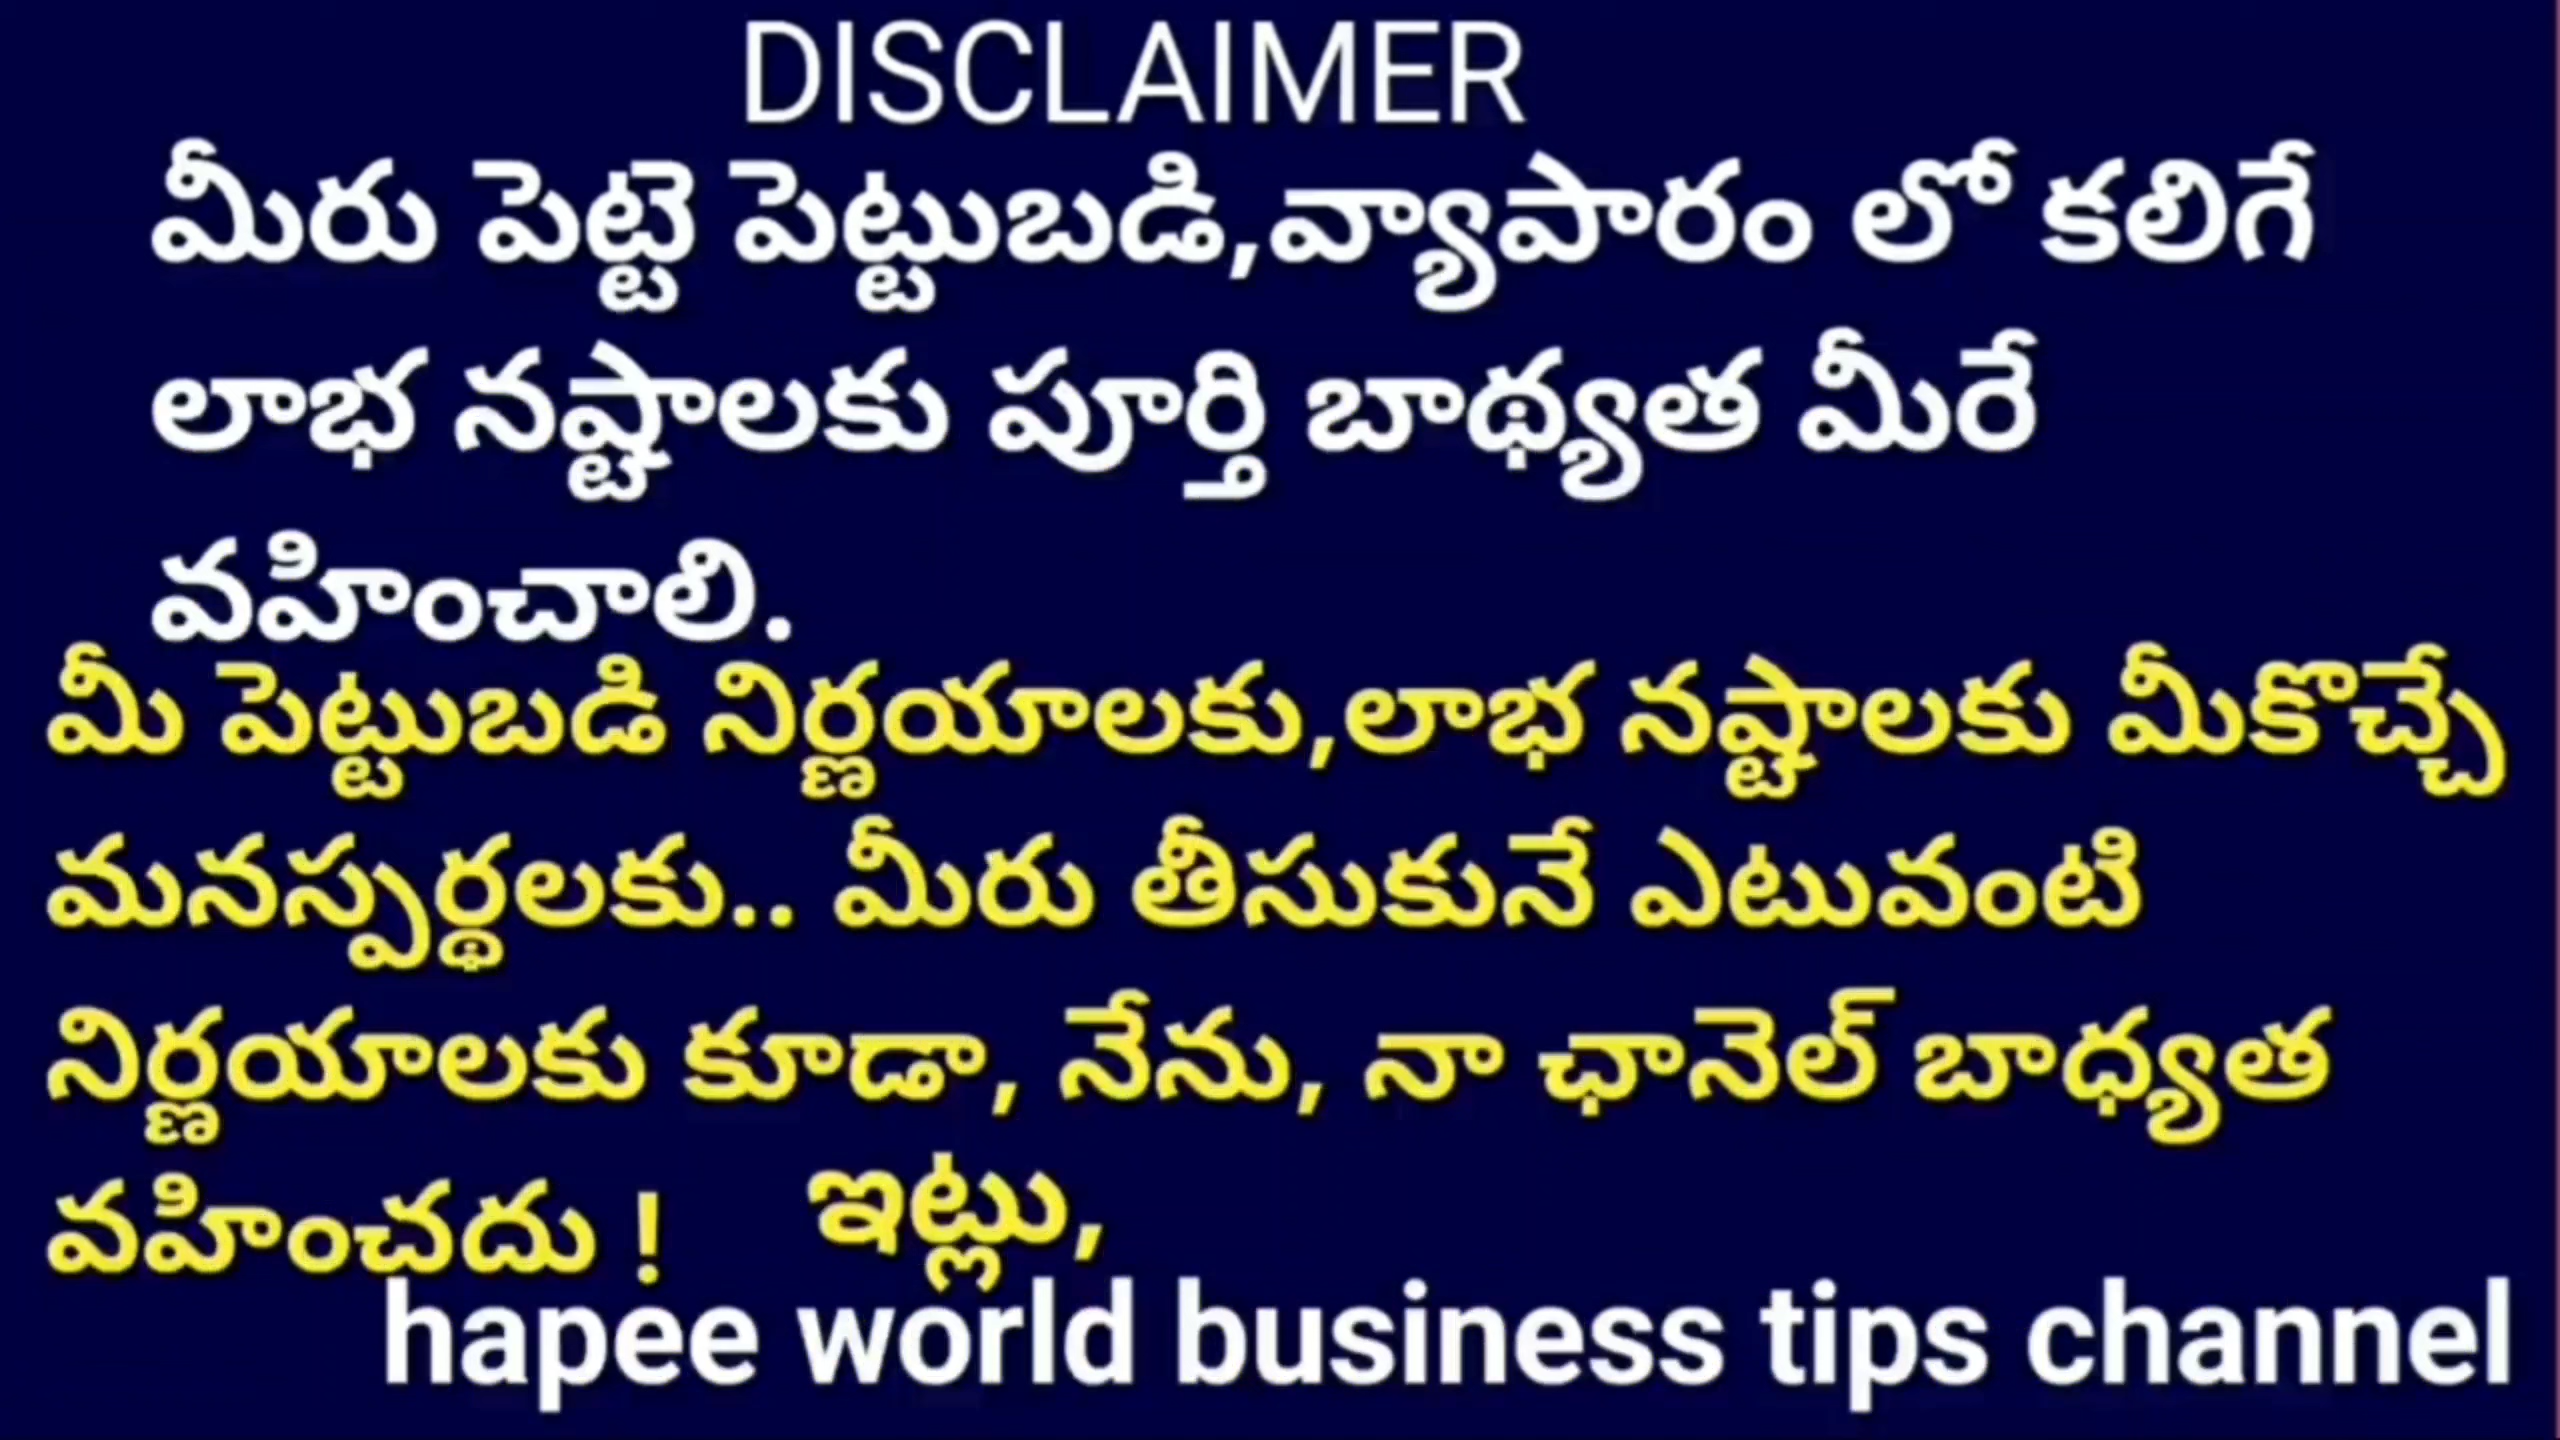 DISCLAIMER
మీరు పెట్టె పెట్టుబడి,వ్యాపారం లో కలిగే
లాభ నష్టాలకు పూర్తి బాథ్యత మీరే
వహించాలి.
మీ పెట్టుబడి నిర్ణయాలకు,లాభ నష్టాలకు మీకొచ్చే
మనస్పర్థలకు.. మీరు తీసుకునే ఎటువంటి
నిర్ణయాలకు కూడా, నేను, నా ఛానెల్ బాధ్యత
వహించదు ! ఇట్లు,
hapee world business tips channel